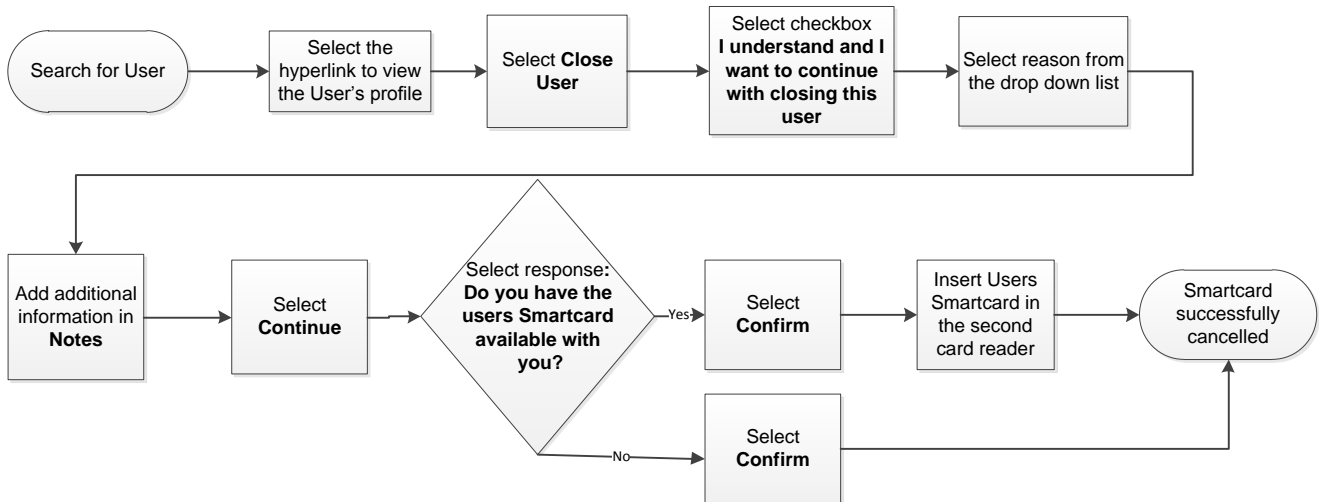 Search for User
Select the
hyperlink to view
the User's profile
Select Close
User
Select checkbox
I understand and I
want to continue
with closing this
user
Select reason from
the drop down list
Add additional
information in
Notes
Select
Continue
Select response:
Do you have the
users Smartcard
available with
you?
Yes
Select
Confirm
Insert Users
Smartcard in
the second
card reader
Smartcard
successfully
cancelled
No
Select
Confirm